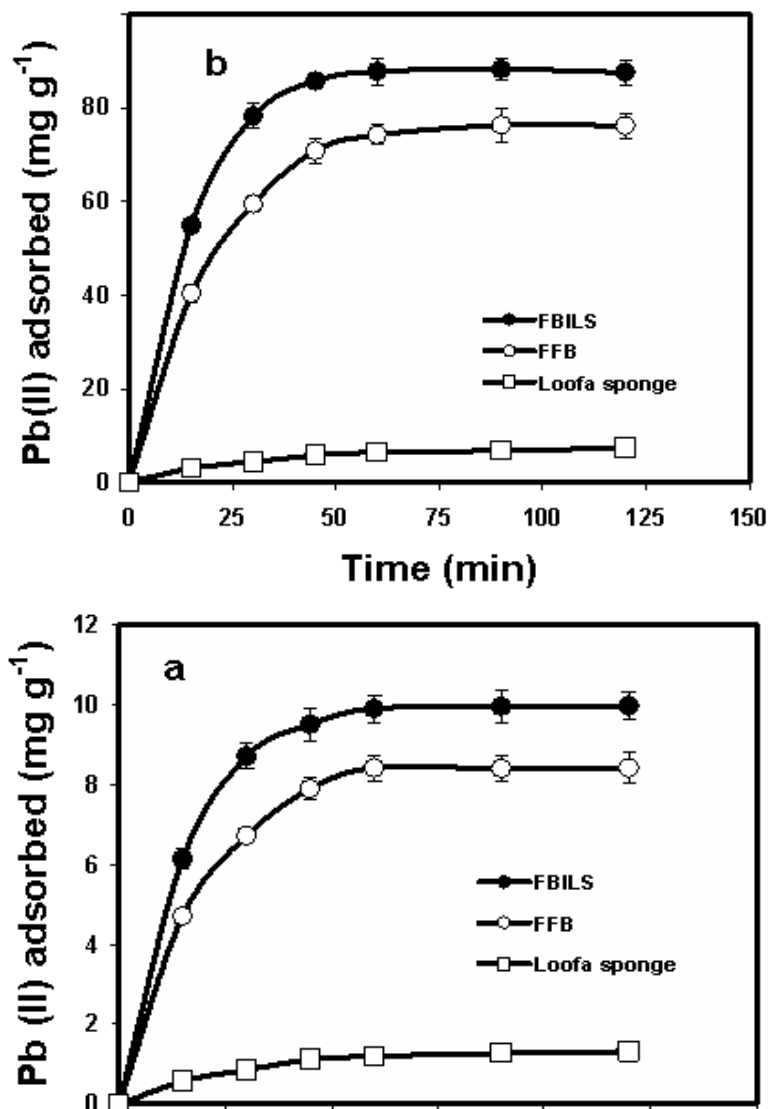 b
Pb(II) adsorbed (mg g⁻¹)
80
60
40
20
0
FBILS
FFB
Loofa sponge
0 25 50 75 100 125 150
Time (min)
a
Pb (II) adsorbed (mg g⁻¹)
12
10
8
6
4
2
0
FBILS
FFB
Loofa sponge